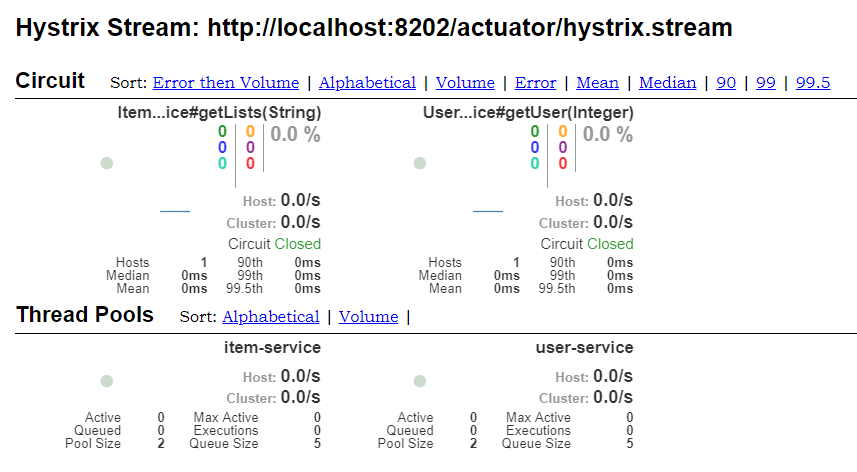 Hystrix Stream: http://localhost:8202/actuator/hystrix.stream
Circuit Sort: Error then Volume | Alphabetical | Volume | Error | Mean | Median | 90 | 99 | 99.5
Item...ice#getLists(String)
0 0 0.0 %
0 0
0 0
Host: 0.0/s
Cluster: 0.0/s
Circuit Closed
Hosts 1 90th 0ms
Median 0ms 99th 0ms
Mean 0ms 99.5th 0ms
User...ice#getUser(Integer)
0 0 0.0 %
0 0
0 0
Host: 0.0/s
Cluster: 0.0/s
Circuit Closed
Hosts 1 90th 0ms
Median 0ms 99th 0ms
Mean 0ms 99.5th 0ms
Thread Pools Sort: Alphabetical | Volume |
item-service
Host: 0.0/s
Cluster: 0.0/s
Active 0 Max Active 0
Queued 0 Executions 0
Pool Size 2 Queue Size 5
user-service
Host: 0.0/s
Cluster: 0.0/s
Active 0 Max Active 0
Queued 0 Executions 0
Pool Size 2 Queue Size 5